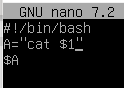 GNU nano 7.2
#!/bin/bash
A="cat $1"
$A